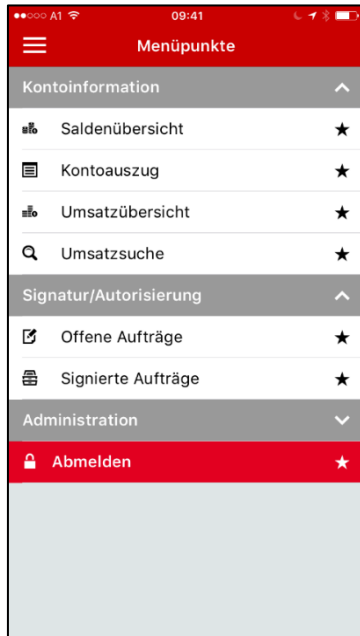 A1 09:41
Menüpunkte
Kontoinformation
Saldenübersicht
Kontoauszug
Umsatzübersicht
Umsatzsuche
Signatur/Autorisierung
Offene Aufträge
Signierte Aufträge
Administration
Abmelden